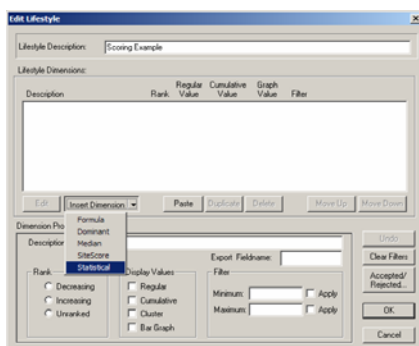 Edit Lifestyle
Lifestyle Description: Scoring Example
Lifestyle Dimensions:
Description Rank Regular Value Cumulative Value Graph Value Filter
Edit Insert Dimension Paste Duplicate Delete Move Up Move Down
Formula
Dominant
Median
SiteScore
Statistical
Dimension Pro
Description
Export Fieldname:
Undo
Clear Filters
Accepted/
Rejected...
OK
Cancel
Rank
Decreasing
Increasing
Unranked
Display Values
Regular
Cumulative
Cluster
Bar Graph
Filter
Minimum: Apply
Maximum: Apply